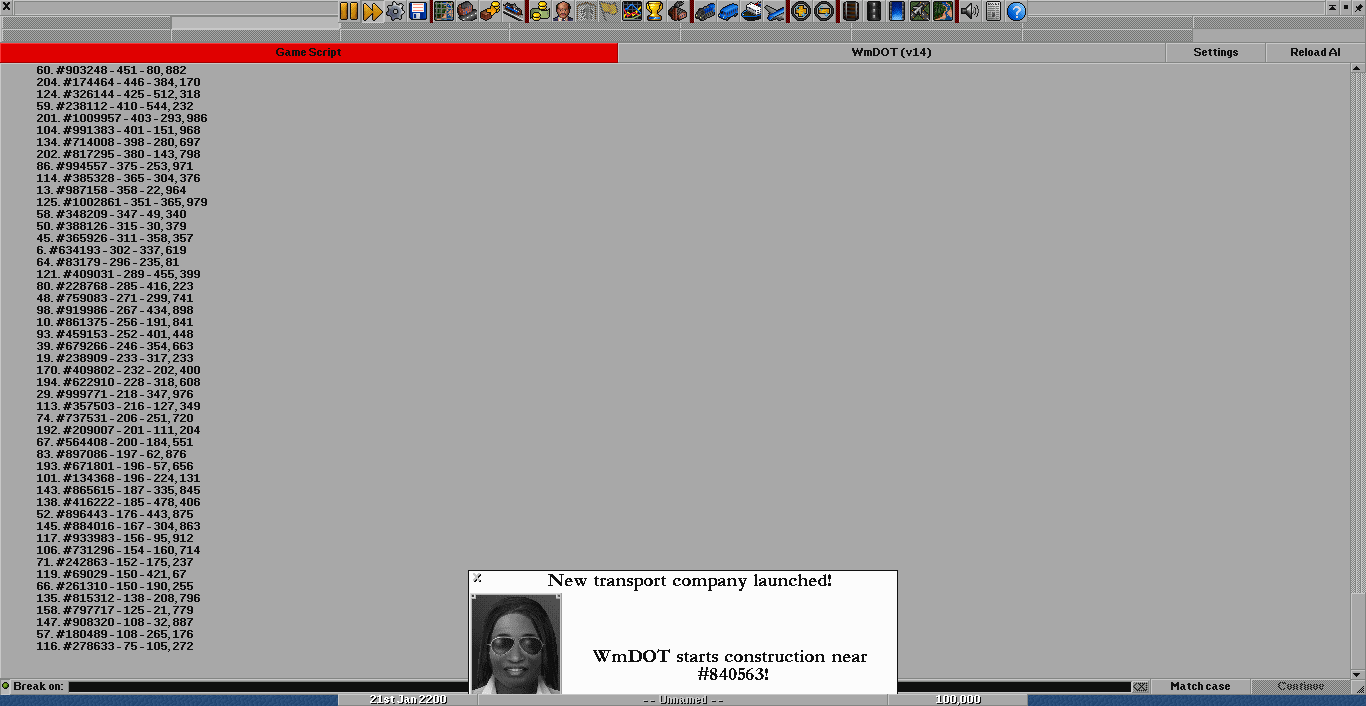 Game Script
WmDOT (v14)
Settings
Reload AI
60. #903248 - 451 - 80, 882
204. #174464 - 446 - 384, 170
124. #326144 - 425 - 512, 318
59. #238112 - 410 - 544, 232
201. #1009957 - 403 - 293, 986
104. #991383 - 401 - 151, 968
134. #714008 - 398 - 280, 697
202. #817295 - 380 - 143, 798
86. #994557 - 375 - 253, 971
114. #385328 - 365 - 304, 376
13. #987158 - 358 - 22, 964
125. #1002861 - 351 - 365, 979
58. #348209 - 347 - 49, 340
50. #388126 - 315 - 30, 379
45. #365926 - 311 - 358, 357
6. #634193 - 302 - 337, 619
64. #83179 - 296 - 235, 81
121. #409031 - 289 - 455, 399
80. #228768 - 285 - 416, 223
48. #759083 - 271 - 299, 741
98. #919986 - 267 - 434, 898
10. #861375 - 256 - 191, 841
93. #459153 - 252 - 401, 448
39. #679266 - 246 - 354, 663
19. #238909 - 233 - 317, 233
170. #409802 - 232 - 202, 400
194. #622910 - 228 - 318, 608
29. #999771 - 218 - 347, 976
113. #357503 - 216 - 127, 349
74. #737531 - 206 - 251, 720
192. #209007 - 201 - 111, 204
67. #564408 - 200 - 184, 551
83. #897086 - 197 - 62, 876
193. #671801 - 196 - 57, 656
101. #134368 - 196 - 224, 131
143. #865615 - 187 - 335, 845
138. #416222 - 185 - 478, 406
52. #896443 - 176 - 443, 875
145. #884016 - 167 - 304, 863
117. #933983 - 156 - 95, 912
106. #731296 - 154 - 160, 714
71. #242863 - 152 - 175, 237
119. #69029 - 150 - 421, 67
66. #261310 - 150 - 190, 255
135. #815312 - 138 - 208, 796
158. #797717 - 125 - 21, 779
147. #908320 - 108 - 32, 887
57. #180489 - 108 - 265, 176
116. #278633 - 75 - 105, 272
New transport company launched!
WmDOT starts construction near
#840563!
Break on:
Match case
Continue
21st Jan 2200
-- Unnamed --
100,000